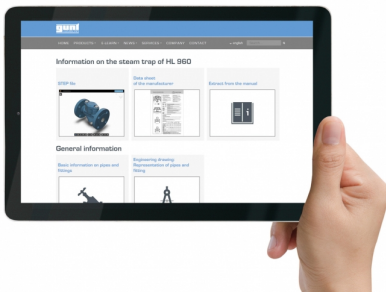 gunt
HOME PRODUCTS E-LEARN NEWS SERVICES COMPANY CONTACT
english
Information on the steam trap of HL 960
STEP file
Data sheet
of the manufacturer
Extract from the manual
General information
Basic information on pipes and
fittings
Engineering drawing:
Representation of pipes and
fitting